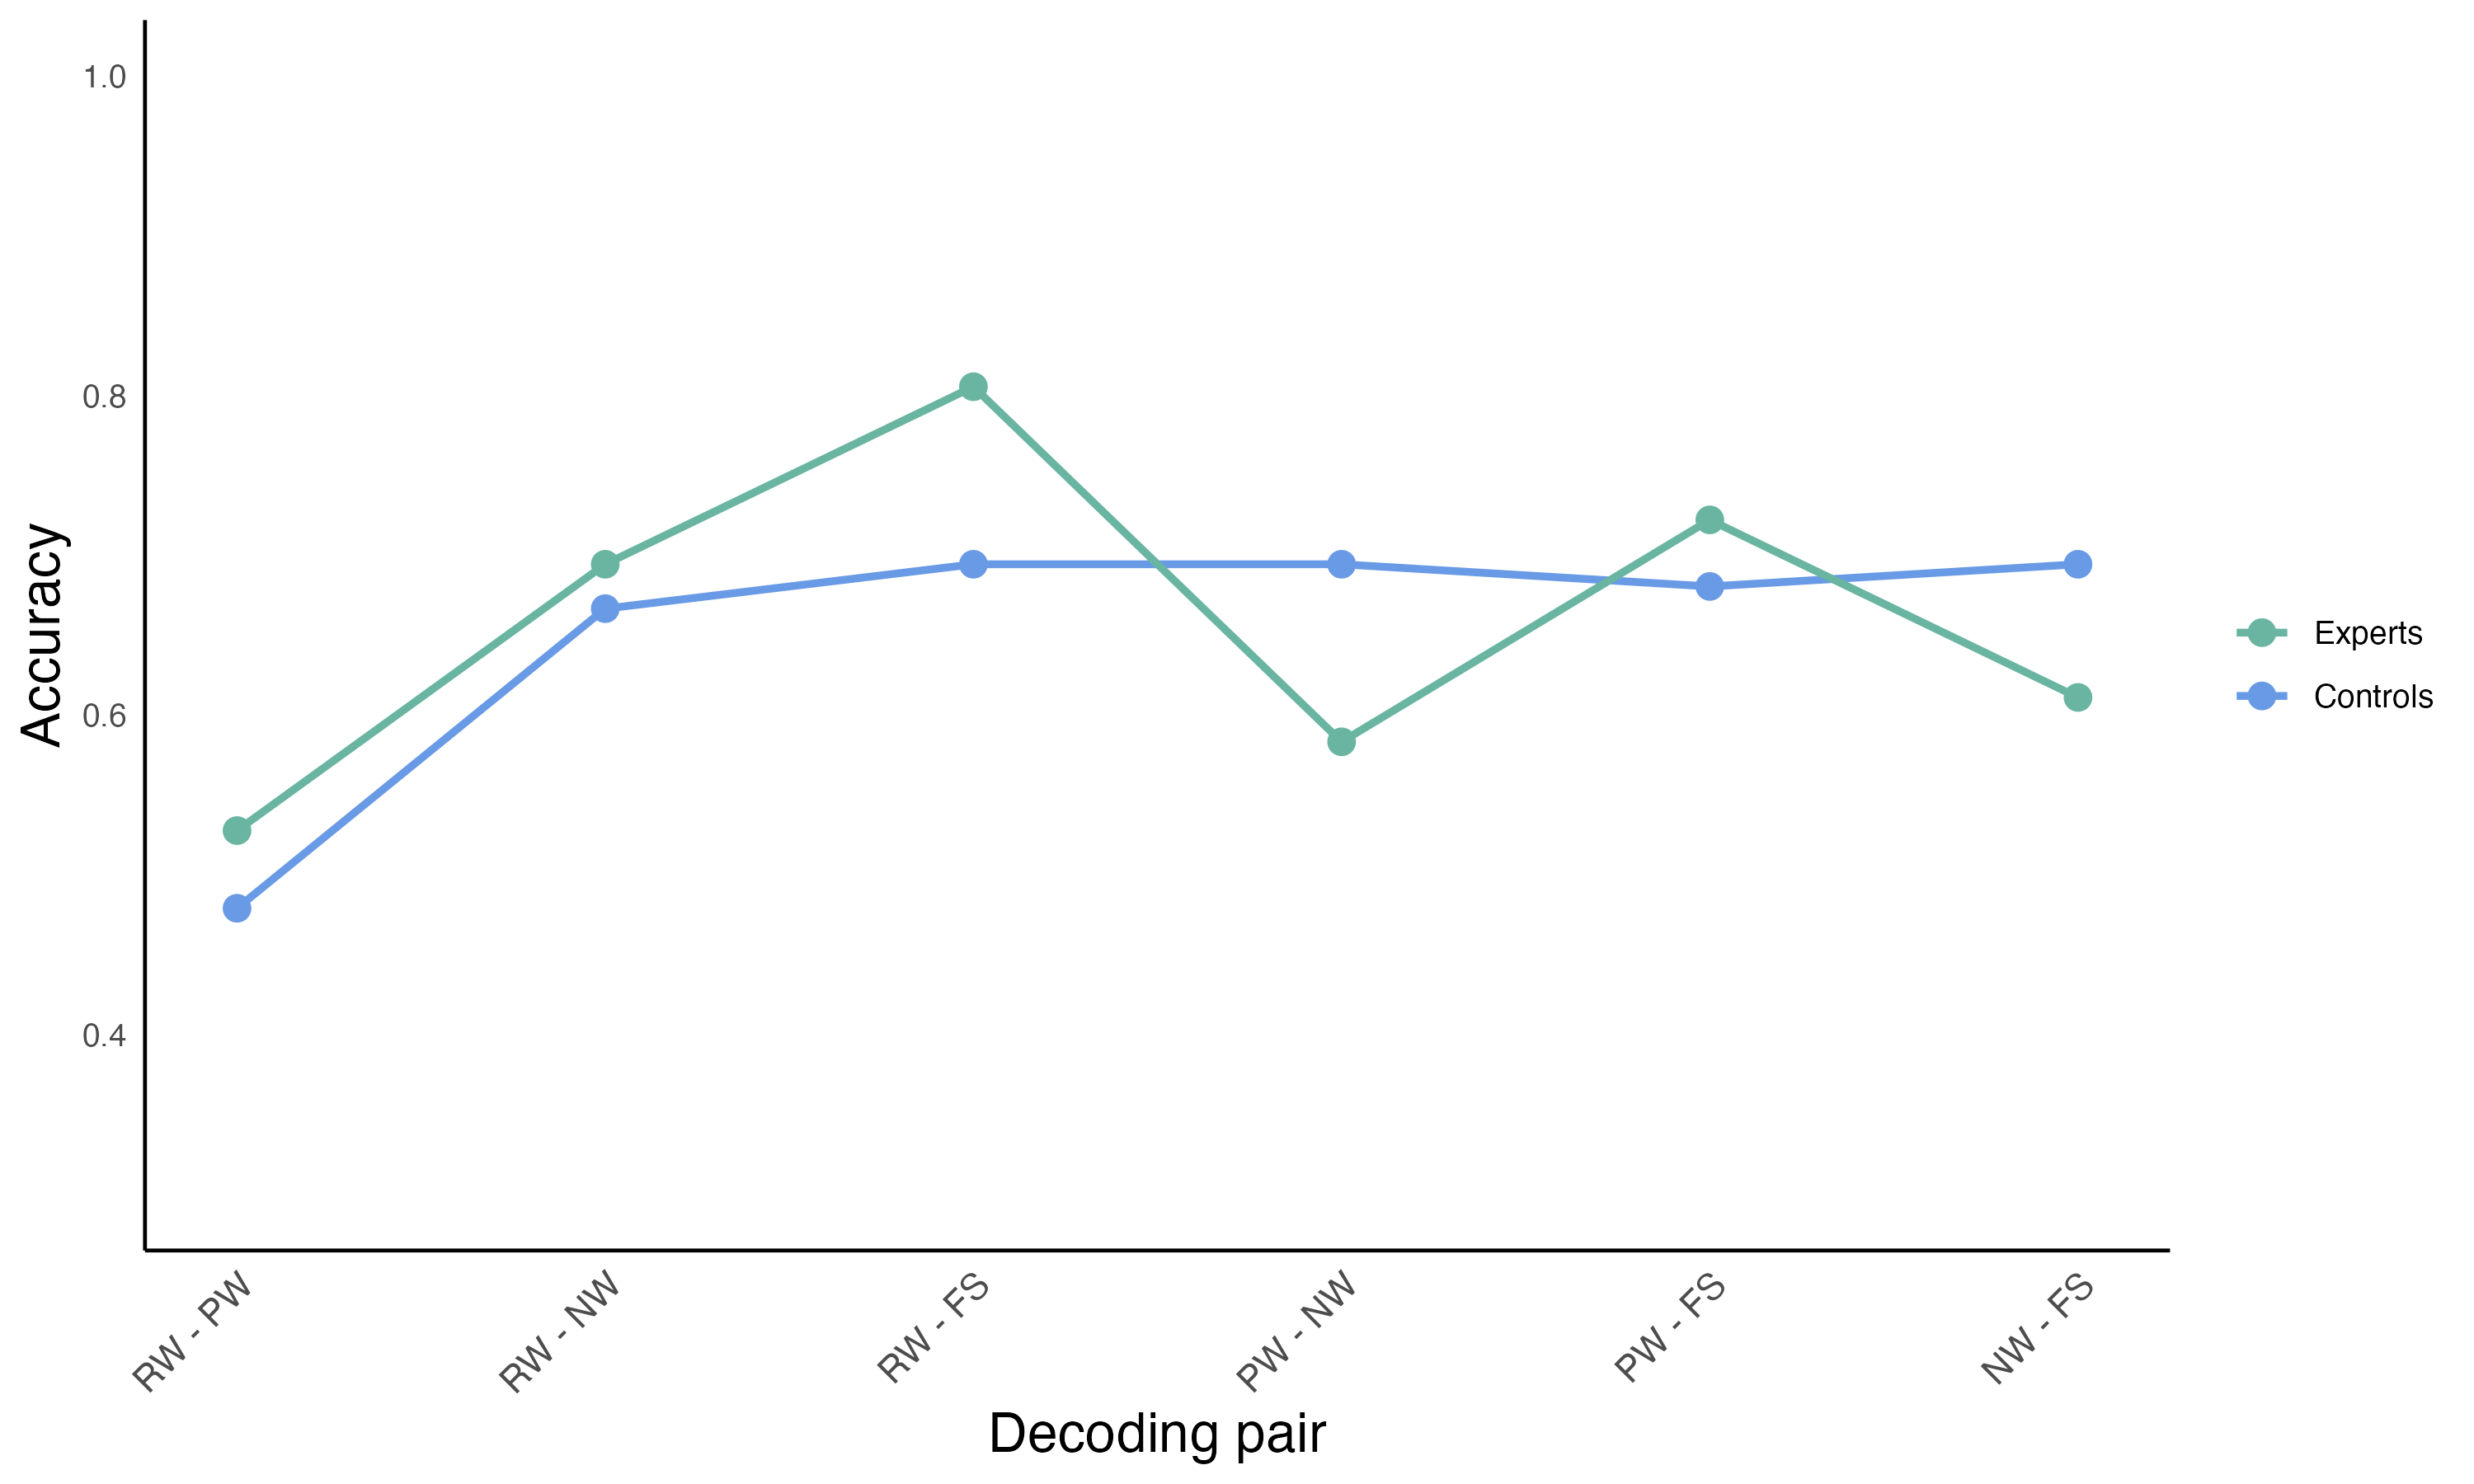 1.0
0.8
0.6
0.4
Accuracy
RW - PW
RW - NW
RW - FS
PW - NW
PW - FS
NW - FS
Decoding pair
Experts
Controls